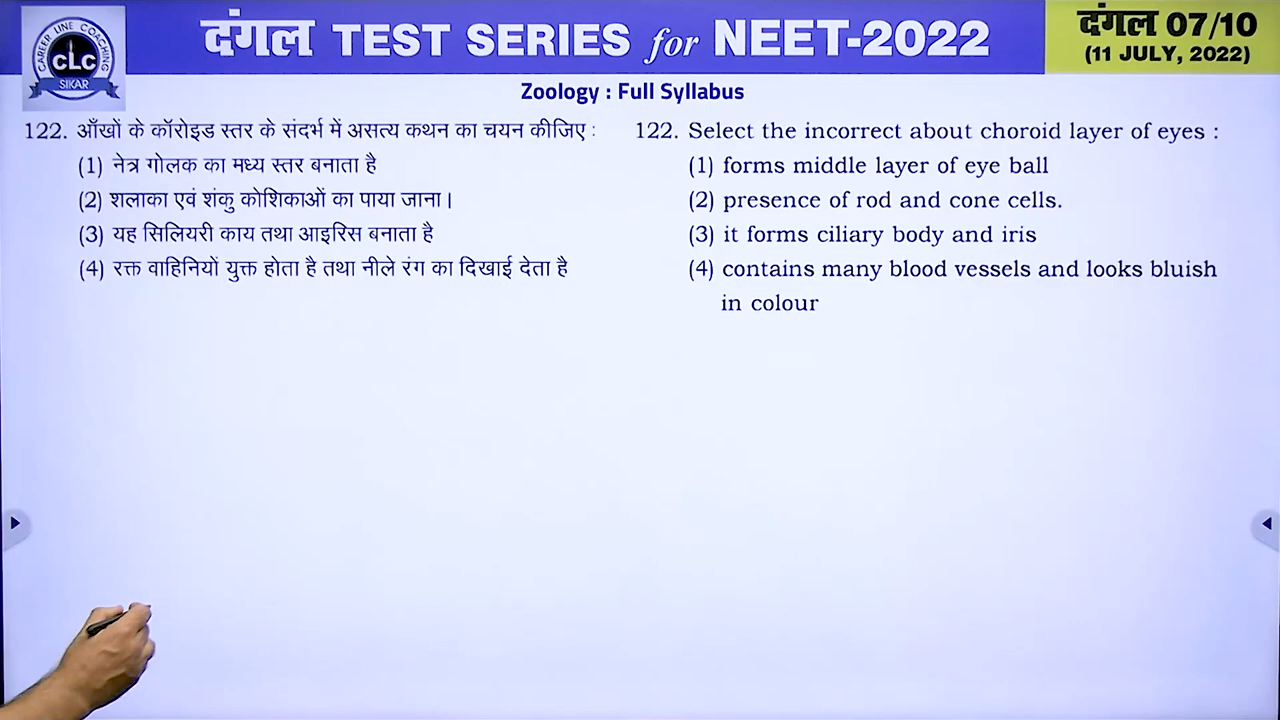 CAREER LINE COACHING
CLC
SIKAR
दंगल TEST SERIES for NEET-2022
दंगल 07/10
(11 JULY, 2022)
Zoology : Full Syllabus
122. आँखों के कॉरोइड स्तर के संदर्भ में असत्य कथन का चयन कीजिए :
(1) नेत्र गोलक का मध्य स्तर बनाता है
(2) शलाका एवं शंकु कोशिकाओं का पाया जाना।
(3) यह सिलियरी काय तथा आइरिस बनाता है
(4) रक्त वाहिनियों युक्त होता है तथा नीले रंग का दिखाई देता है
122. Select the incorrect about choroid layer of eyes :
(1) forms middle layer of eye ball
(2) presence of rod and cone cells.
(3) it forms ciliary body and iris
(4) contains many blood vessels and looks bluish
in colour